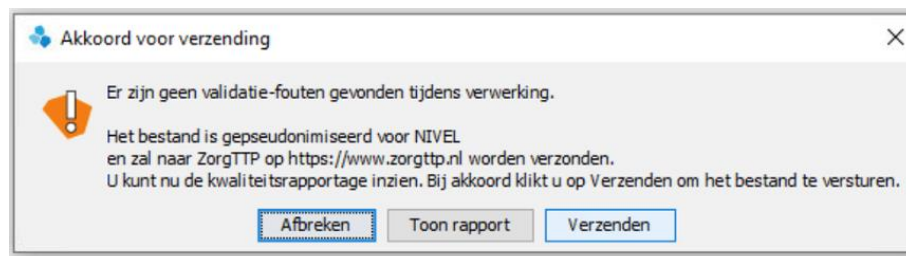 Akkoord voor verzending
Er zijn geen validatie-fouten gevonden tijdens verwerking.
Het bestand is gepseudonimiseerd voor NIVEL
en zal naar ZorgTTP op https://www.zorgttp.nl worden verzonden.
U kunt nu de kwaliteitsrapportage inzien. Bij akkoord klikt u op Verzenden om het bestand te versturen.
Afbreken Toon rapport Verzenden